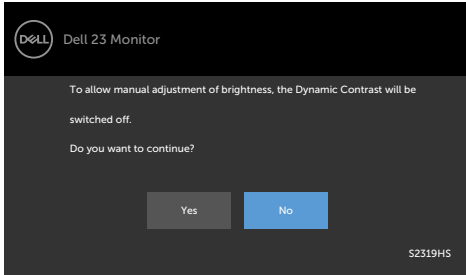 DELL
Dell 23 Monitor
To allow manual adjustment of brightness, the Dynamic Contrast will be
switched off.
Do you want to continue?
Yes
No
S2319HS